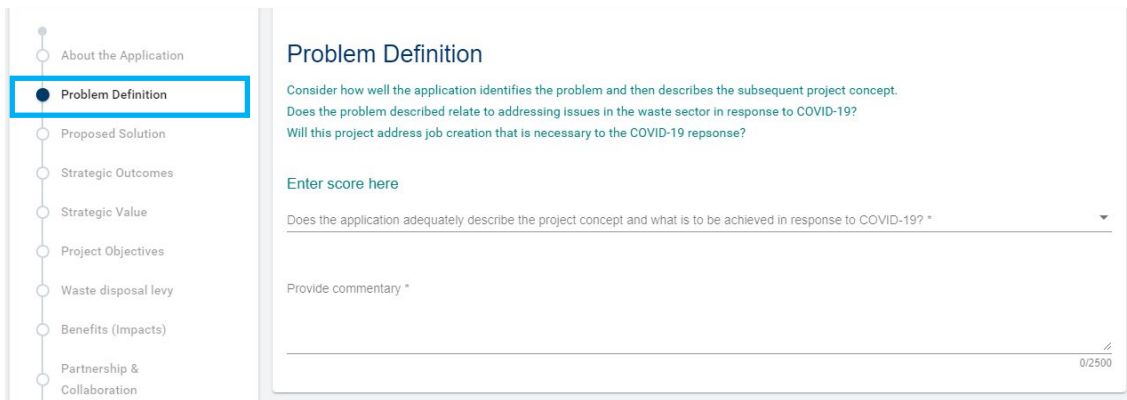 About the Application
Problem Definition
Proposed Solution
Strategic Outcomes
Strategic Value
Project Objectives
Waste disposal levy
Benefits (Impacts)
Partnership &
Collaboration
Problem Definition
Consider how well the application identifies the problem and then describes the subsequent project concept.
Does the problem described relate to addressing issues in the waste sector in response to COVID-19?
Will this project address job creation that is necessary to the COVID-19 repsonse?
Enter score here
Does the application adequately describe the project concept and what is to be achieved in response to COVID-19? *
Provide commentary *
0/2500